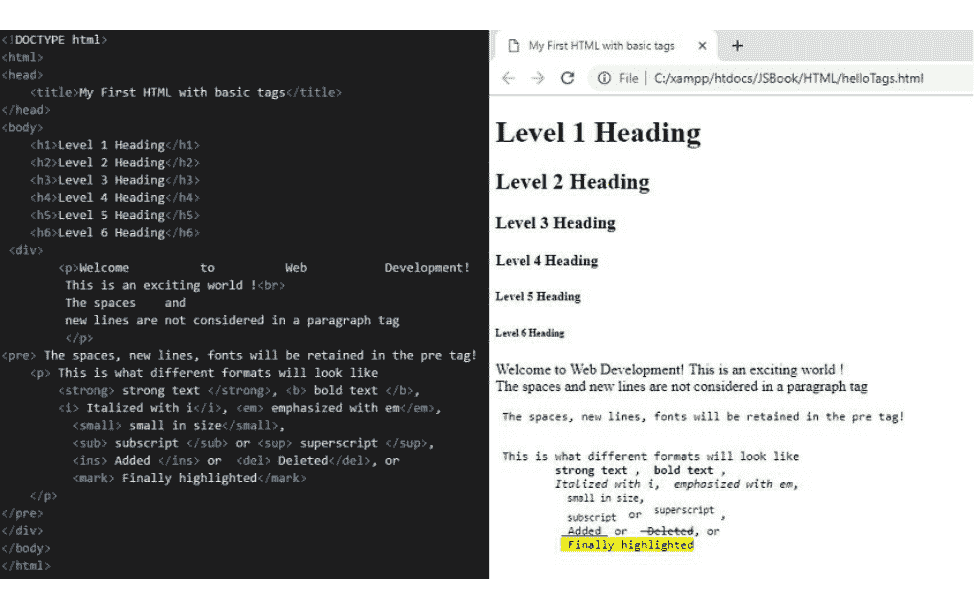 <!DOCTYPE html>
<html>
<head>
    <title>My First HTML with basic tags</title>
</head>
<body>
    <h1>Level 1 Heading</h1>
    <h2>Level 2 Heading</h2>
    <h3>Level 3 Heading</h3>
    <h4>Level 4 Heading</h4>
    <h5>Level 5 Heading</h5>
    <h6>Level 6 Heading</h6>
 <div>
        <p>Welcome          to          Web           Development!
         This is an exciting world !<br>
         The spaces    and
         new lines are not considered in a paragraph tag
         </p>
<pre> The spaces, new lines, fonts will be retained in the pre tag!
    <p> This is what different formats will look like
        <strong> strong text </strong>, <b> bold text </b>,
        <i> Italized with i</i>, <em> emphasized with em</em>,
          <small> small in size</small>,
          <sub> subscript </sub> or <sup> superscript </sup>,
          <ins> Added </ins> or  <del> Deleted</del>, or
          <mark> Finally highlighted</mark>
    </p>
</pre>
</div>
</body>
</html>
My First HTML with basic tags × +
File | C:/xampp/htdocs/JSBook/HTML/helloTags.html
Level 1 Heading
Level 2 Heading
Level 3 Heading
Level 4 Heading
Level 5 Heading
Level 6 Heading
Welcome to Web Development! This is an exciting world !
The spaces and new lines are not considered in a paragraph tag
The spaces, new lines, fonts will be retained in the pre tag!
This is what different formats will look like
strong text , bold text ,
Italized with i, emphasized with em,
small in size,
subscript or superscript ,
Added or Deleted, or
Finally highlighted